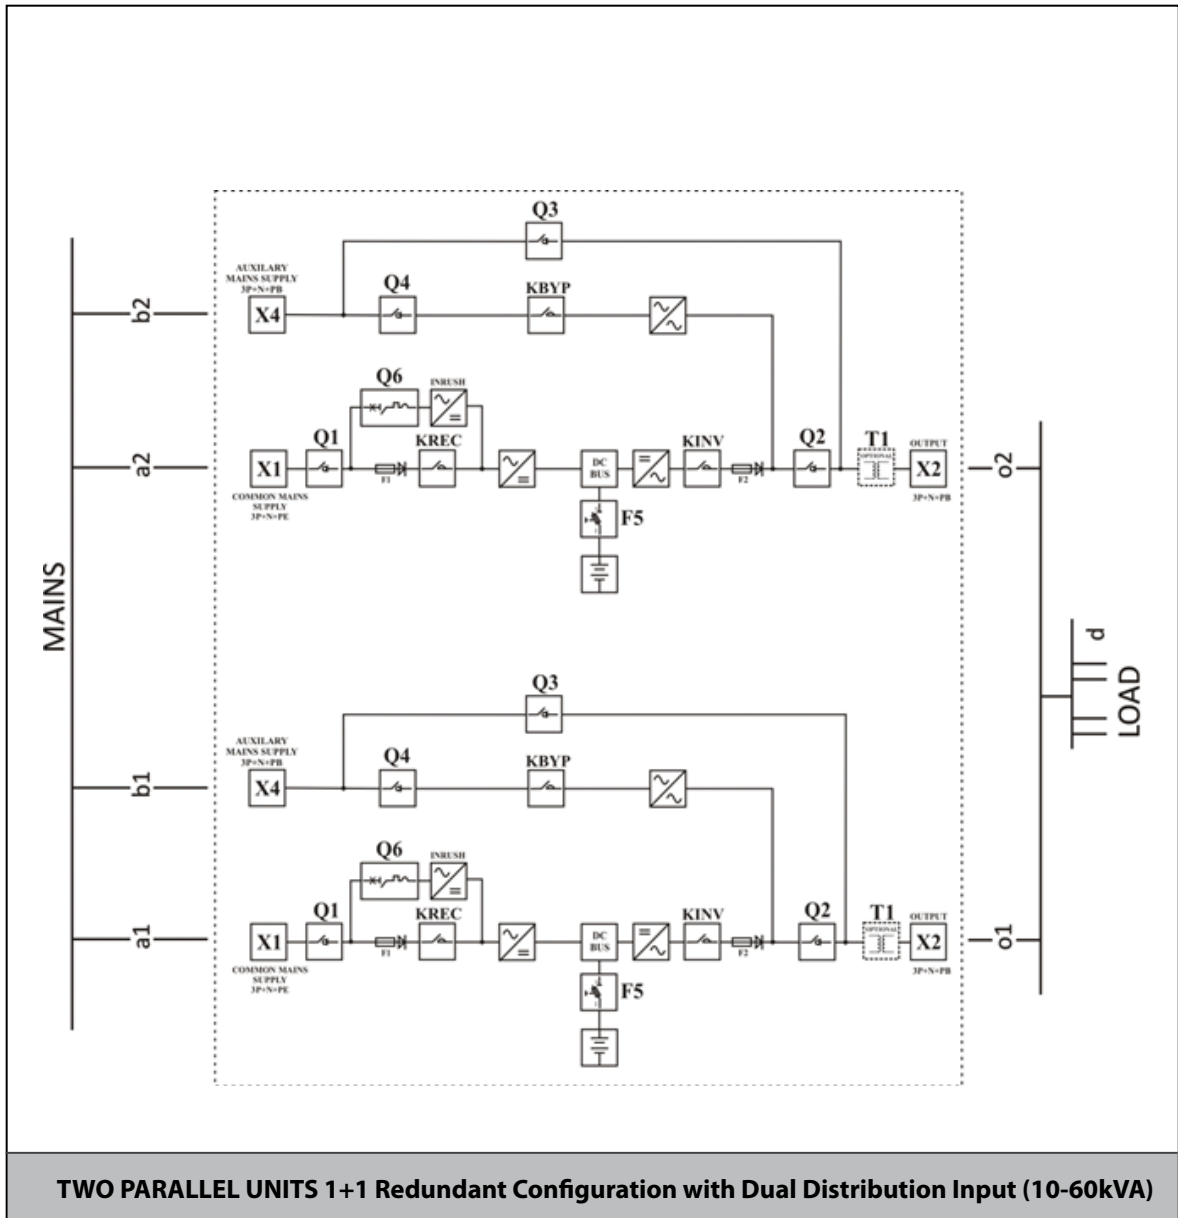 Q3
AUXILARY
MAINS SUPPLY
3P+N+PB
Q4
KBYP
b2
X4
Q6
INRUSH
Q1
KREC
KINV
Q2
T1
OUTPUT
a2
X1
F1
DC
BUS
F2
OPTIONAL
X2
o2
COMMON MAINS
SUPPLY
3P+N+PE
3P+N+PB
F5
MAINS
d
LOAD
Q3
AUXILARY
MAINS SUPPLY
3P+N+PB
Q4
KBYP
b1
X4
Q6
INRUSH
Q1
KREC
KINV
Q2
T1
OUTPUT
a1
X1
F1
DC
BUS
F2
OPTIONAL
X2
o1
COMMON MAINS
SUPPLY
3P+N+PE
3P+N+PB
F5
TWO PARALLEL UNITS 1+1 Redundant Configuration with Dual Distribution Input (10-60kVA)